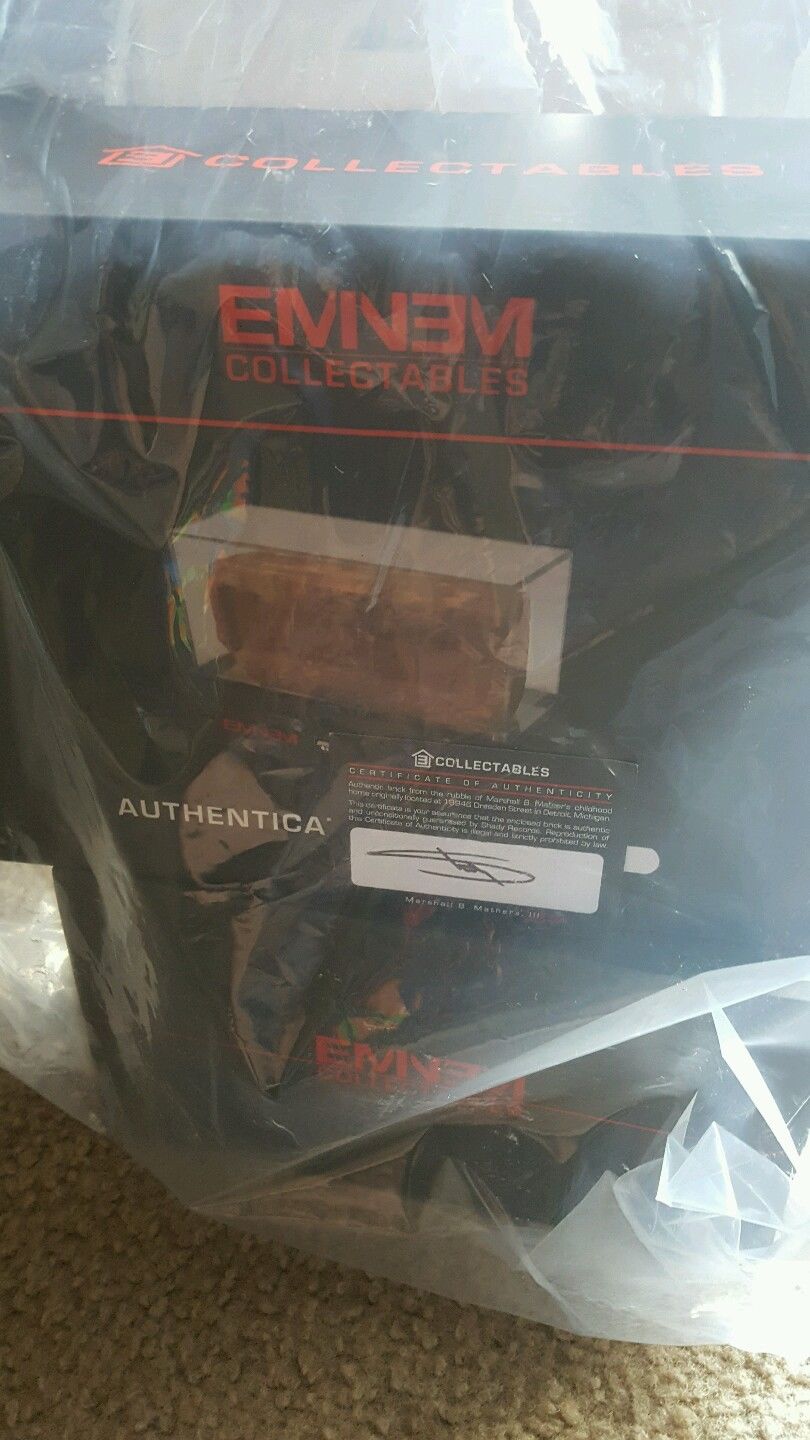 COLLECTABLES
EMINEM
COLLECTABLES
EMINEM
COLLECTABLES
CERTIFICATE OF AUTHENTICITY
Authentic brick from the rubble of Marshall B. Mather's childhood
home originally located at 19946 Dresden Street in Detroit, Michigan
This certificate is your assurance that the enclosed brick is authentic
and unconditionally guaranteed by Shady Records. Reproduction of
this Certificate of Authenticity is illegal and strictly prohibited by law.
AUTHENTICA
Marshall B. Mathers, III
EMINEM